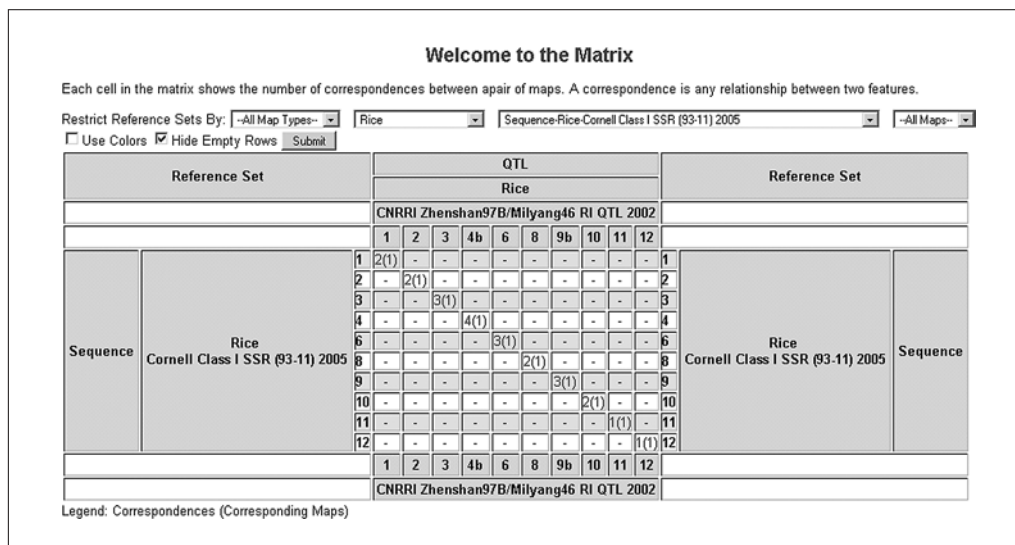 Welcome to the Matrix
Each cell in the matrix shows the number of correspondences between apair of maps. A correspondence is any relationship between two features.
Restrict Reference Sets By: --All Map Types-- Rice Sequence-Rice-Cornell Class I SSR (93-11) 2005 --All Maps--
Use Colors Hide Empty Rows Submit
Reference Set QTL Reference Set
Rice
CNRRI Zhenshan97B/Milyang46 RI QTL 2002
1 2 3 4b 6 8 9b 10 11 12
1 2(1) - - - - - - - - - 1
2 - 2(1) - - - - - - - - 2
3 - - 3(1) - - - - - - - 3
4 - - - 4(1) - - - - - - 4
6 - - - - 3(1) - - - - - 6
Sequence Rice Cornell Class I SSR (93-11) 2005 8 - - - - - 2(1) - - - - 8 Rice Cornell Class I SSR (93-11) 2005 Sequence
9 - - - - - - 3(1) - - - 9
10 - - - - - - - 2(1) - - 10
11 - - - - - - - - 1(1) - 11
12 - - - - - - - - - 1(1) 12
1 2 3 4b 6 8 9b 10 11 12
CNRRI Zhenshan97B/Milyang46 RI QTL 2002
Legend: Correspondences (Corresponding Maps)